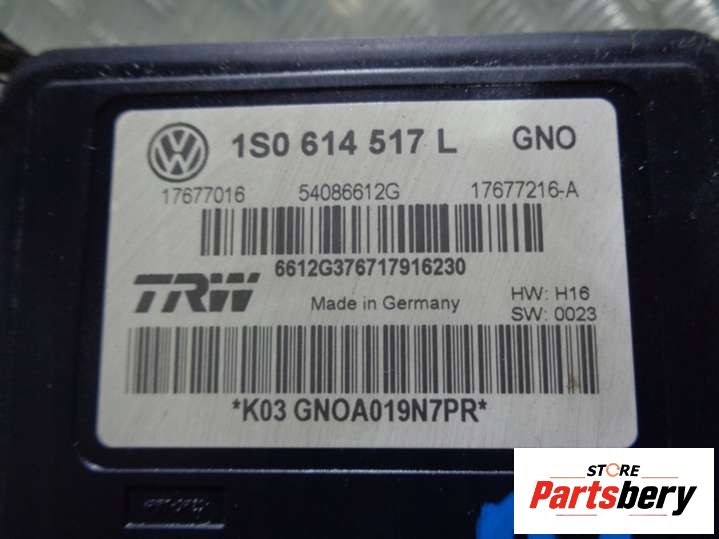 1S0 614 517 L GNO
17677016 54086612G 17677216-A
6612G376717916230
TRW Made in Germany HW: H16
SW: 0023
*K03 GNOA019N7PR*
STORE
Partsbery